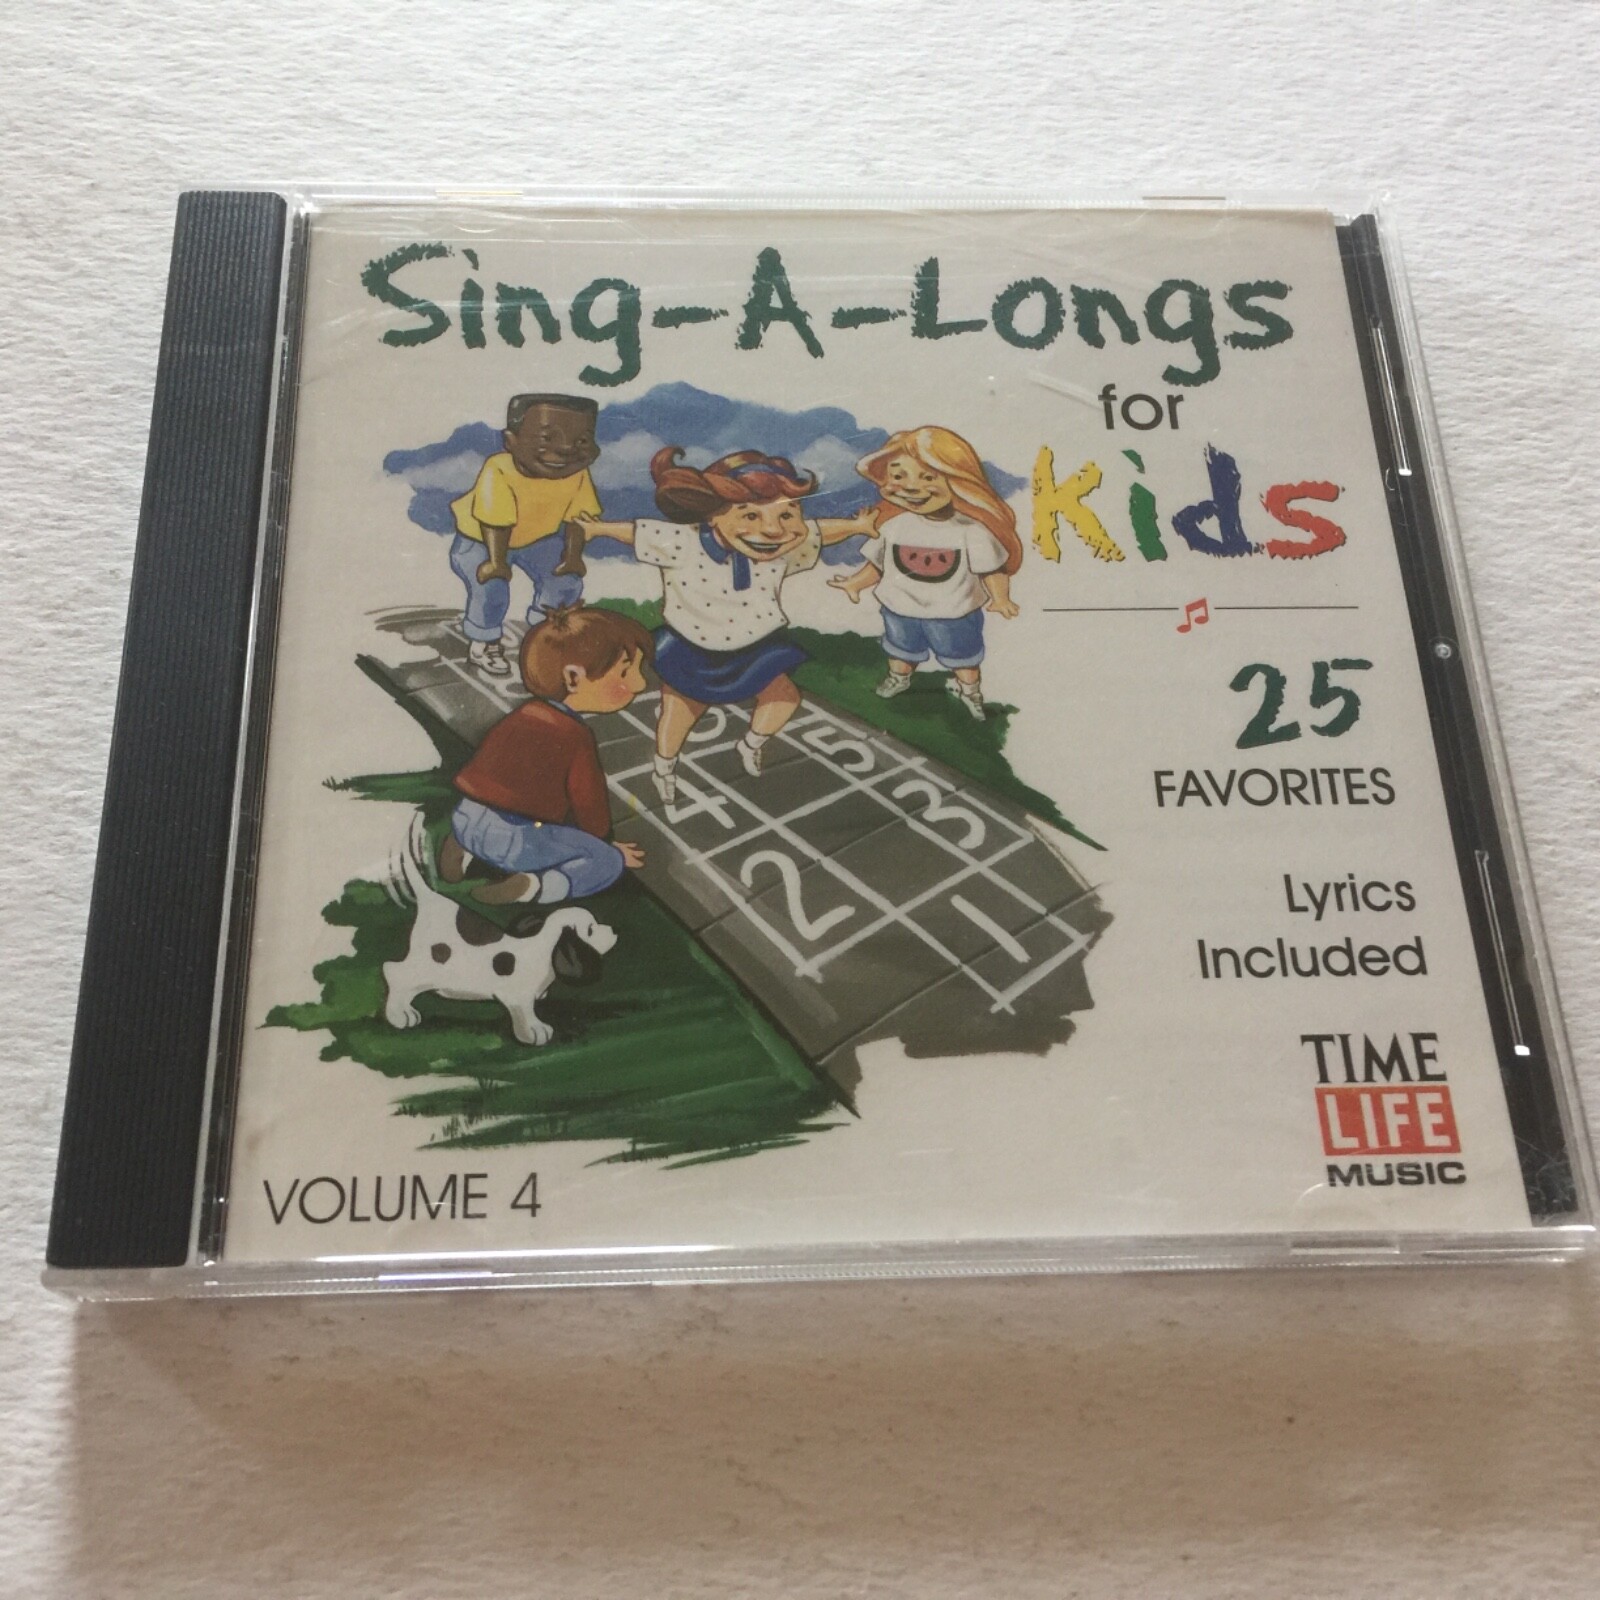 Sing-A-Longs
for
Kids
25
FAVORITES
Lyrics
Included
TIME
LIFE
MUSIC
VOLUME 4
5
4
3
2
1